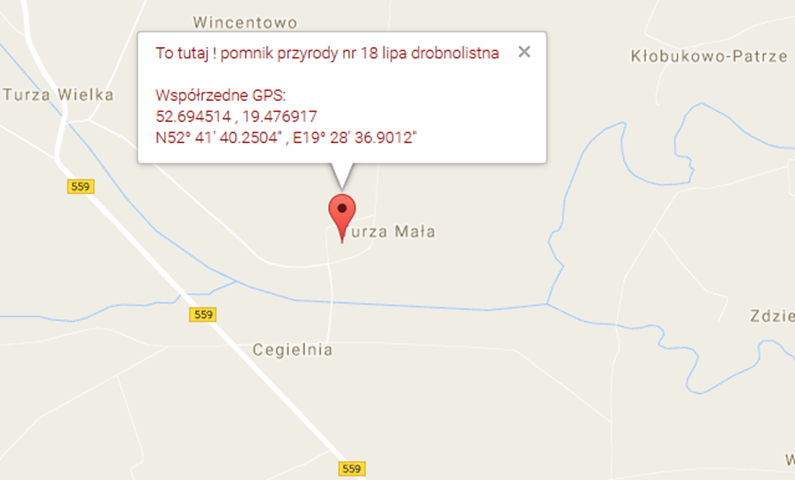 Wincentowo
To tutaj ! pomnik przyrody nr 18 lipa drobnolistna
Współrzedne GPS:
52.694514 , 19.476917
N52° 41' 40.2504" , E19° 28' 36.9012"
Kłobukowo-Patrze
Turza Wielka
559
Turza Mała
559
Zdzie
Cegielnia
559
W